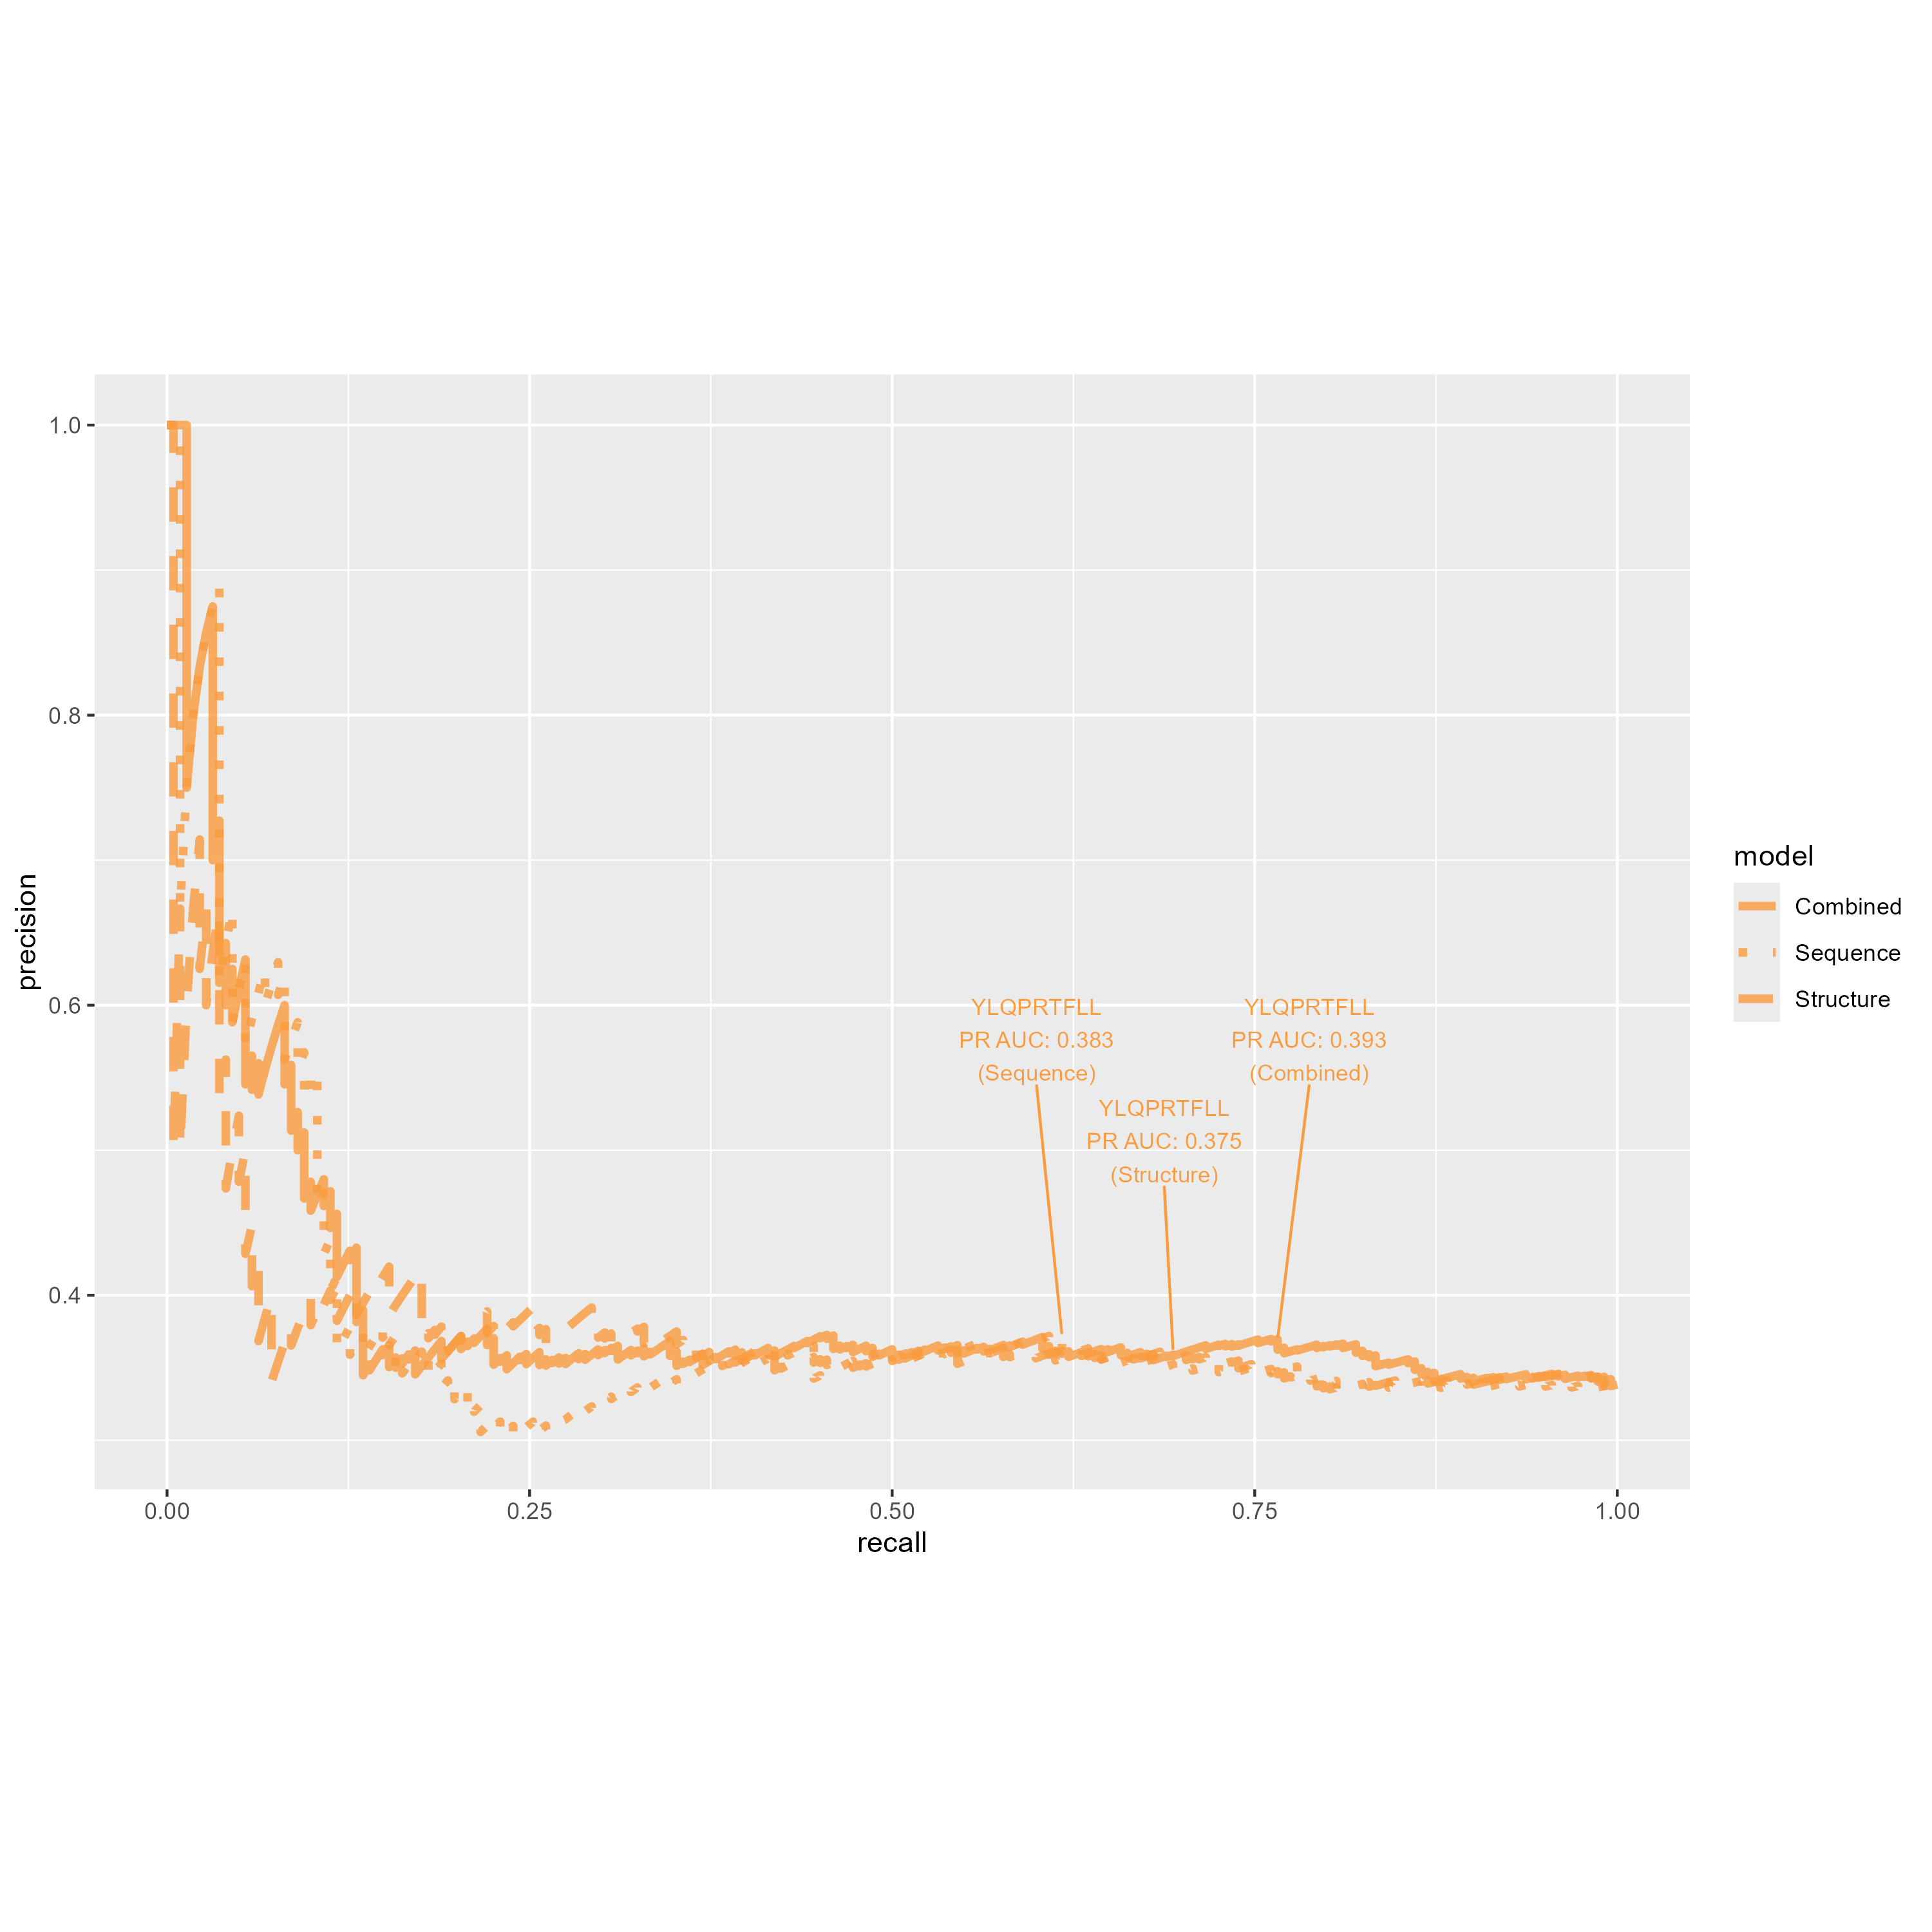 1.0
0.8
0.6
0.4
precision
0.00
0.25
0.50
0.75
1.00
recall
YLQPRTFLL
PR AUC: 0.383
(Sequence)
YLQPRTFLL
PR AUC: 0.375
(Structure)
YLQPRTFLL
PR AUC: 0.393
(Combined)
model
Combined
Sequence
Structure